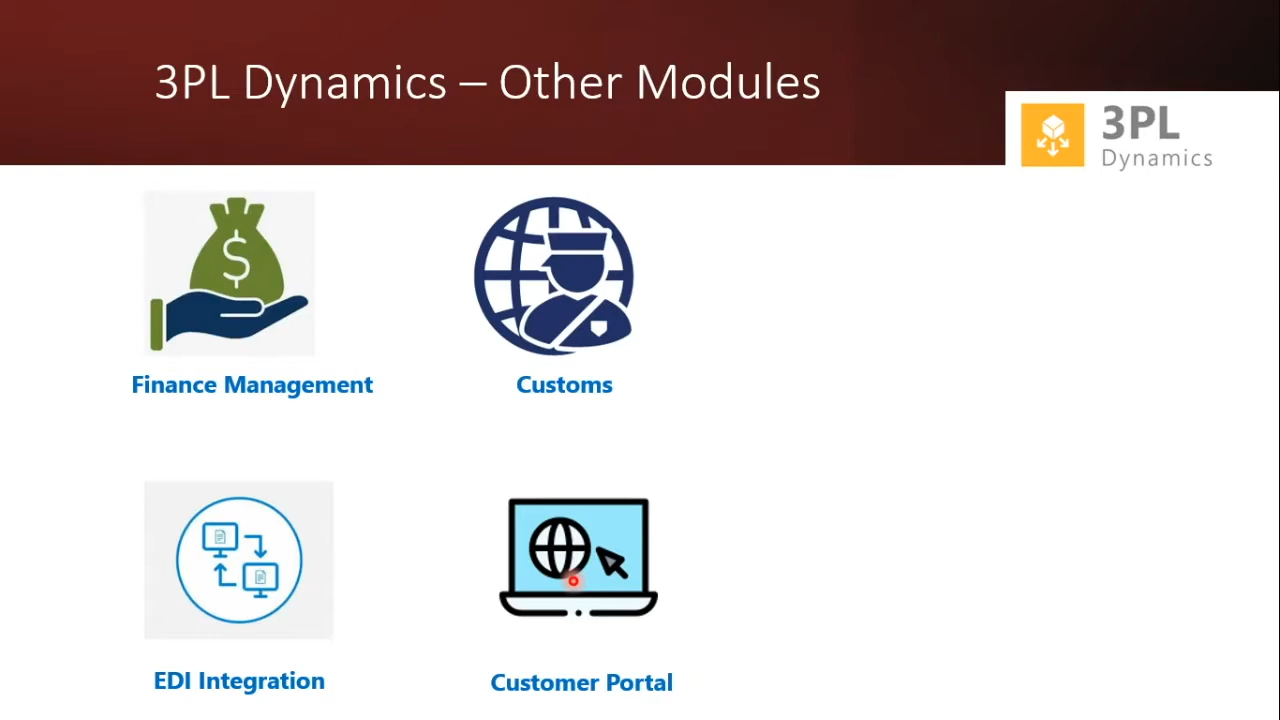 3PL Dynamics – Other Modules
3PL
Dynamics
$
Finance Management
Customs
EDI Integration
Customer Portal